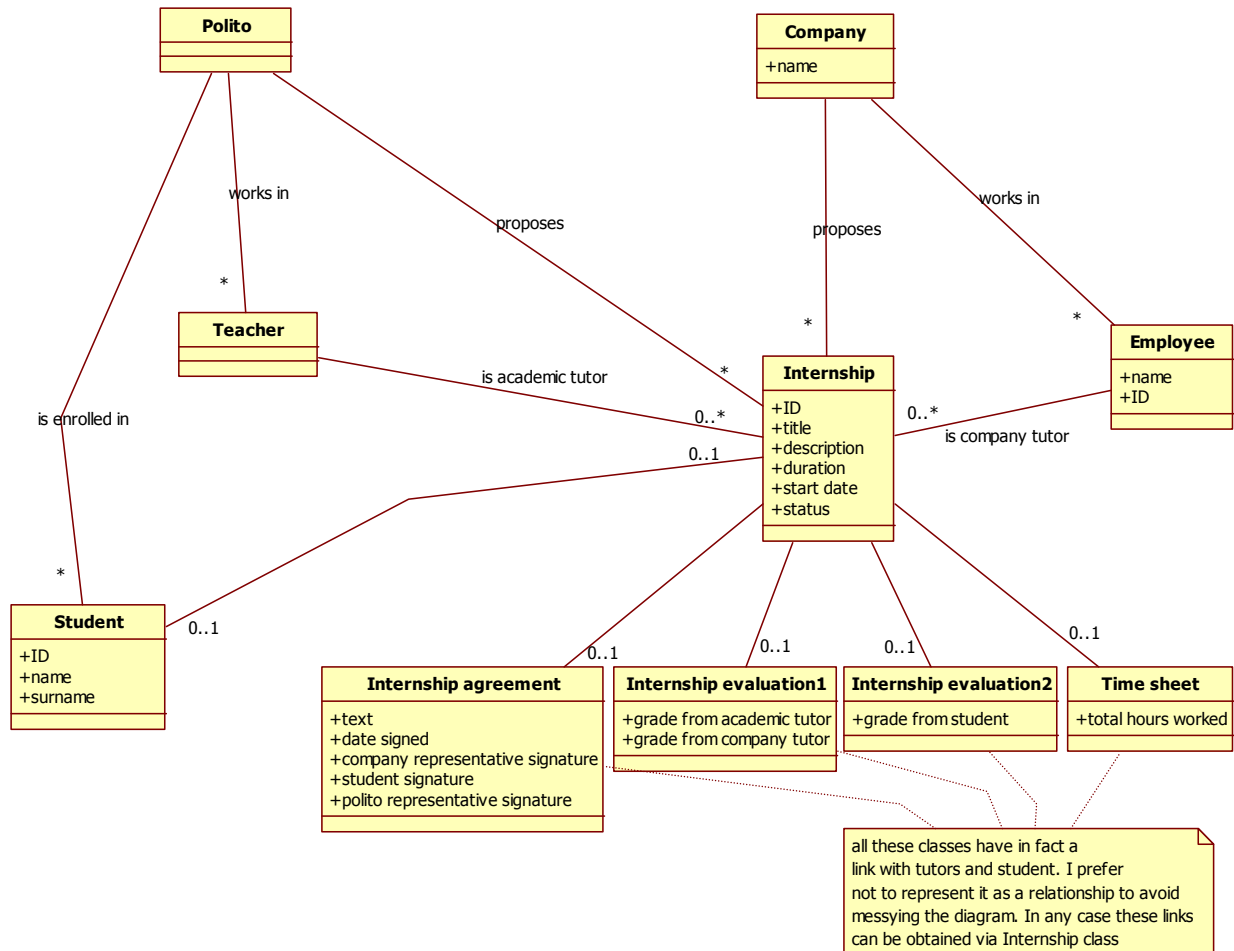 Polito
Company
+name
works in
works in
proposes
proposes
*
*
*
Teacher
Employee
+name
+ID
Internship
+ID
+title
+description
+duration
+start date
+status
*
is academic tutor
0..*
0..*
is company tutor
is enrolled in
0..1
*
Student
+ID
+name
+surname
0..1
0..1
0..1
0..1
0..1
Internship agreement
+text
+date signed
+company representative signature
+student signature
+polito representative signature
Internship evaluation1
+grade from academic tutor
+grade from company tutor
Internship evaluation2
+grade from student
Time sheet
+total hours worked
all these classes have in fact a
link with tutors and student. I prefer
not to represent it as a relationship to avoid
messying the diagram. In any case these links
can be obtained via Internship class